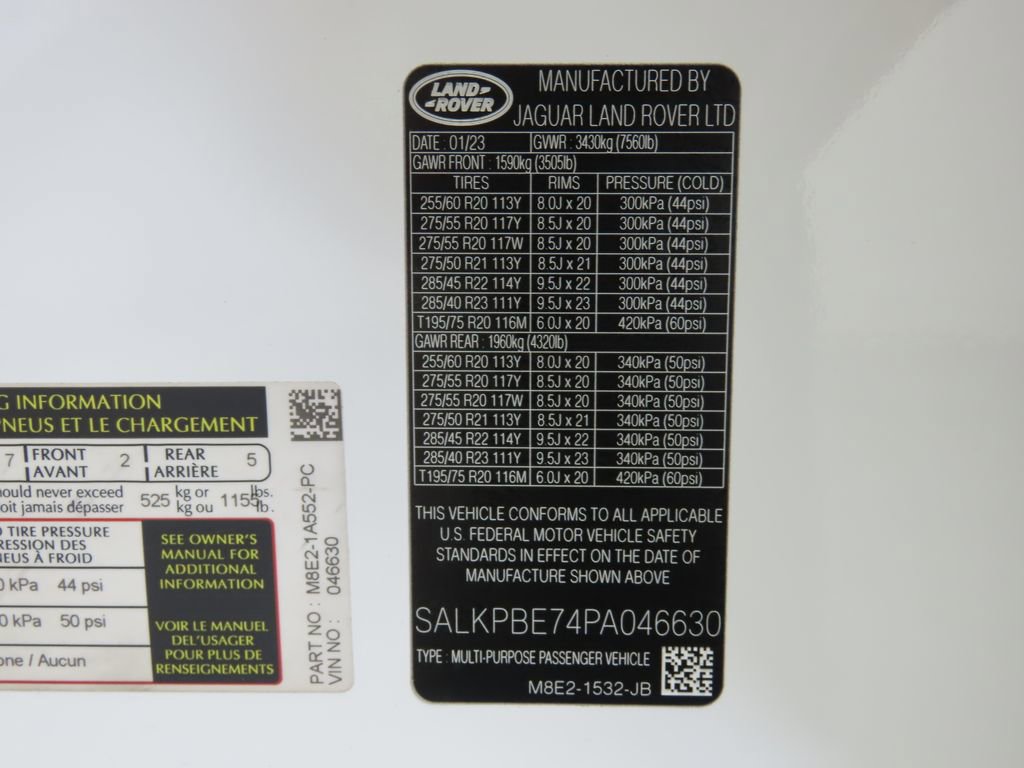 LAND-
-ROVER
MANUFACTURED BY
JAGUAR LAND ROVER LTD
DATE : 01/23 GVWR : 3430kg (7560lb)
GAWR FRONT : 1590kg (3505lb)
TIRES RIMS PRESSURE (COLD)
255/60 R20 113Y 8.0J x 20 300kPa (44psi)
275/55 R20 117Y 8.5J x 20 300kPa (44psi)
275/55 R20 117W 8.5J x 20 300kPa (44psi)
275/50 R21 113Y 8.5J x 21 300kPa (44psi)
285/45 R22 114Y 9.5J x 22 300kPa (44psi)
285/40 R23 111Y 9.5J x 23 300kPa (44psi)
T195/75 R20 116M 6.0J x 20 420kPa (60psi)
GAWR REAR : 1960kg (4320lb)
255/60 R20 113Y 8.0J x 20 340kPa (50psi)
275/55 R20 117Y 8.5J x 20 340kPa (50psi)
275/55 R20 117W 8.5J x 20 340kPa (50psi)
275/50 R21 113Y 8.5J x 21 340kPa (50psi)
285/45 R22 114Y 9.5J x 22 340kPa (50psi)
285/40 R23 111Y 9.5J x 23 340kPa (50psi)
T195/75 R20 116M 6.0J x 20 420kPa (60psi)
THIS VEHICLE CONFORMS TO ALL APPLICABLE
U.S. FEDERAL MOTOR VEHICLE SAFETY
STANDARDS IN EFFECT ON THE DATE OF
MANUFACTURE SHOWN ABOVE
SALKPBE74PA046630
TYPE : MULTI-PURPOSE PASSENGER VEHICLE
M8E2-1532-JB
G INFORMATION
PNEUS ET LE CHARGEMENT
7 FRONT 2 REAR 5
AVANT ARRIÈRE
ould never exceed 525 kg or 1155 lbs.
oit jamais dépasser kg ou lb.
TIRE PRESSURE
RESSION DES
NEUS À FROID
0 kPa 44 psi
0 kPa 50 psi
one / Aucun
SEE OWNER'S
MANUAL FOR
ADDITIONAL
INFORMATION
VOIR LE MANUEL
DEL'USAGER
POUR PLUS DE
RENSEIGNEMENTS
PART NO : M8E2-1A552-PC
VIN NO : 046630